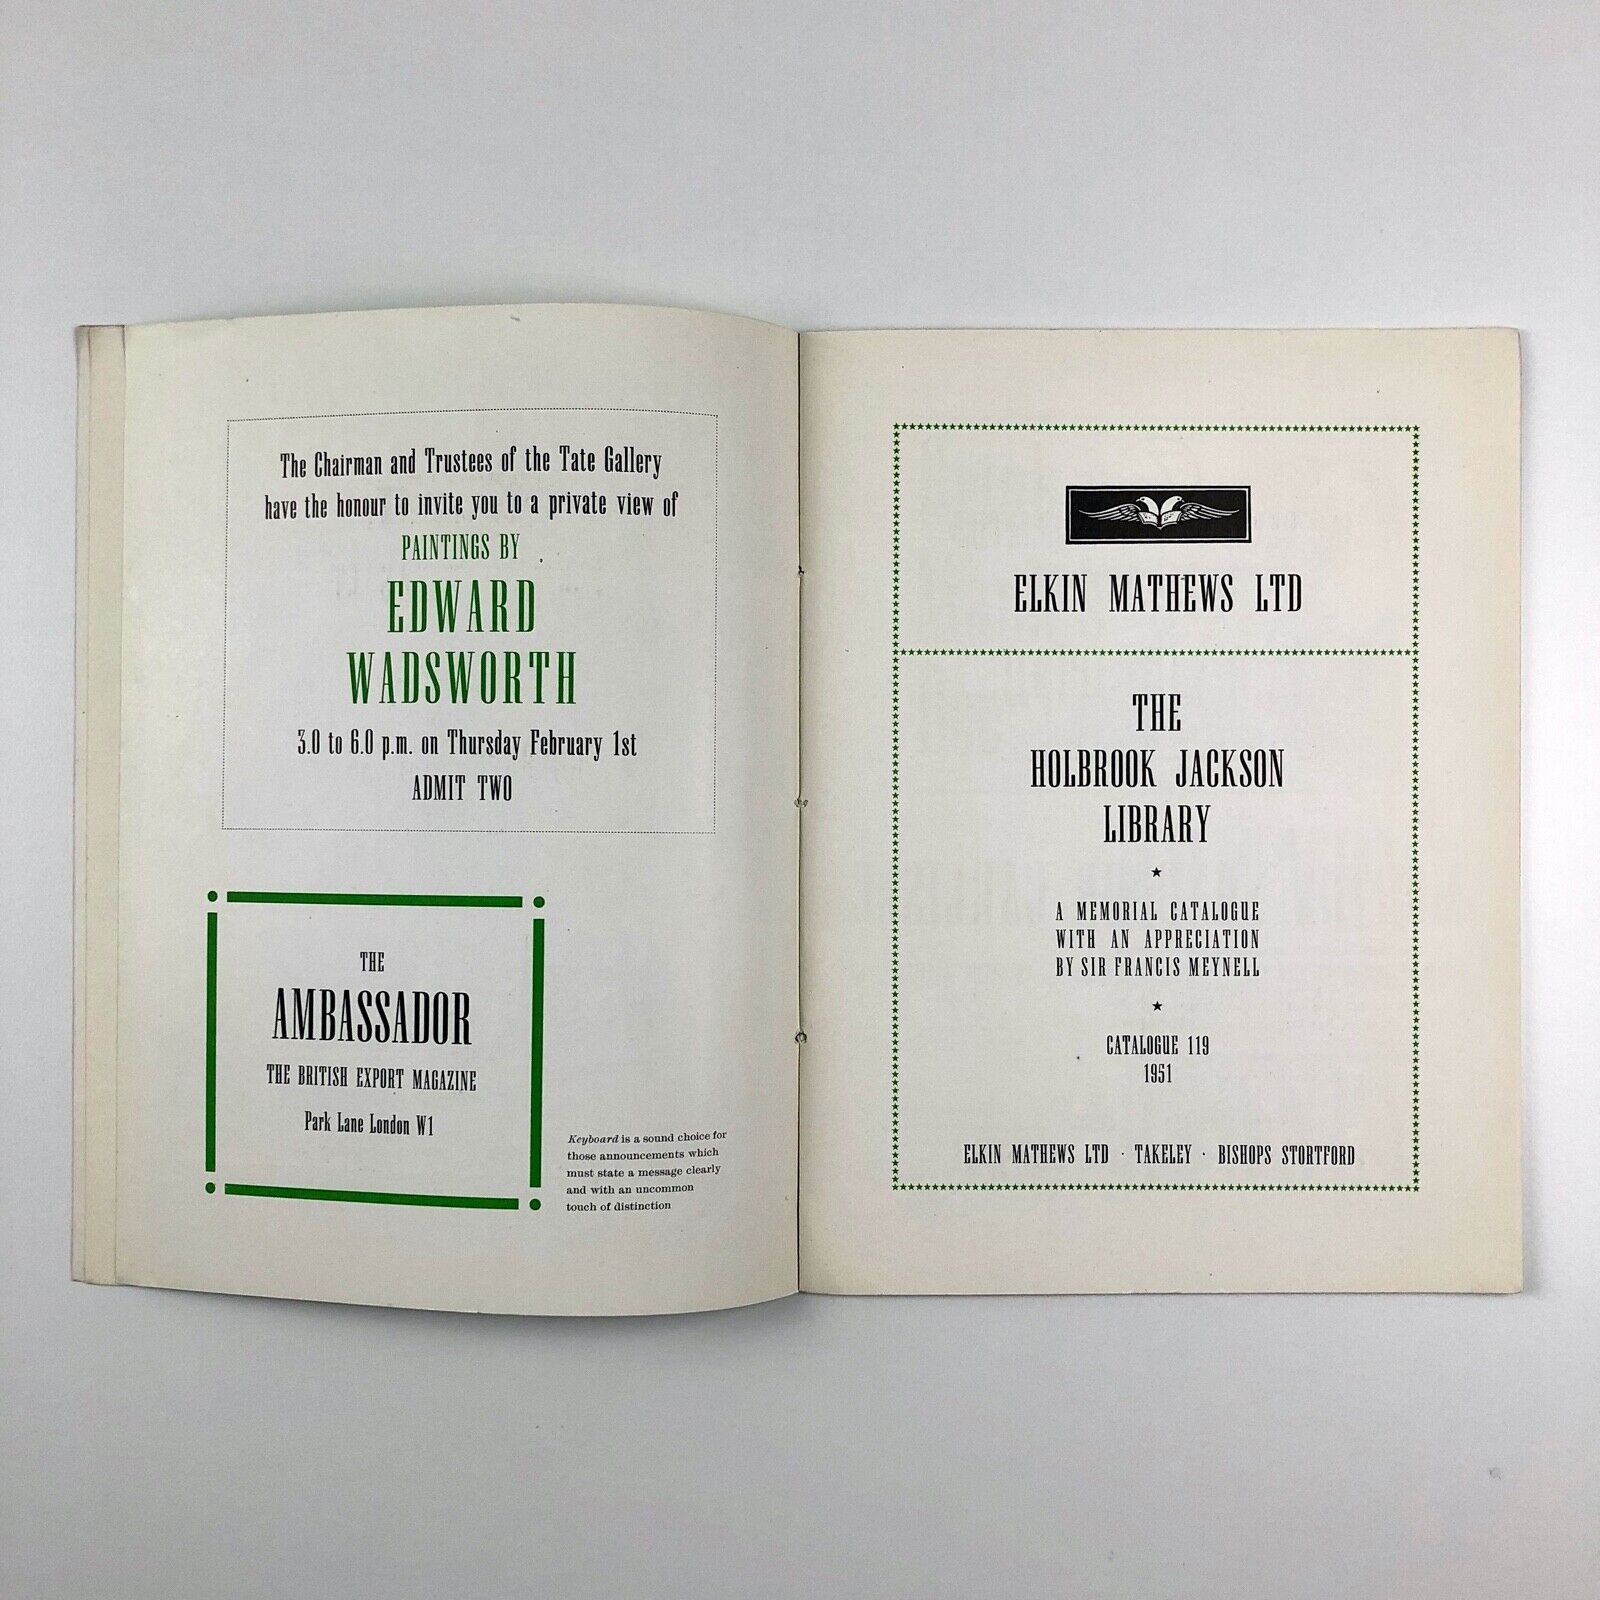 The Chairman and Trustees of the Tate Gallery
have the honour to invite you to a private view of
PAINTINGS BY
EDWARD
WADSWORTH
3.0 to 6.0 p.m. on Thursday February 1st
ADMIT TWO
THE
AMBASSADOR
THE BRITISH EXPORT MAGAZINE
Park Lane London W1
Keyboard is a sound choice for
those announcements which
must state a message clearly
and with an uncommon
touch of distinction
ELKIN MATHEWS LTD
THE
HOLBROOK JACKSON
LIBRARY
★
A MEMORIAL CATALOGUE
WITH AN APPRECIATION
BY SIR FRANCIS MEYNELL
★
CATALOGUE 119
1951
ELKIN MATHEWS LTD · TAKELEY · BISHOPS STORTFORD